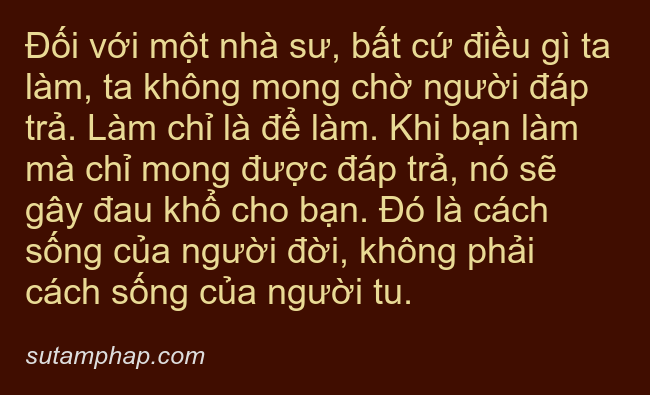 Đối với một nhà sư, bất cứ điều gì ta
làm, ta không mong chờ người đáp
trả. Làm chỉ là để làm. Khi bạn làm
mà chỉ mong được đáp trả, nó sẽ
gây đau khổ cho bạn. Đó là cách
sống của người đời, không phải
cách sống của người tu.
sutamphap.com